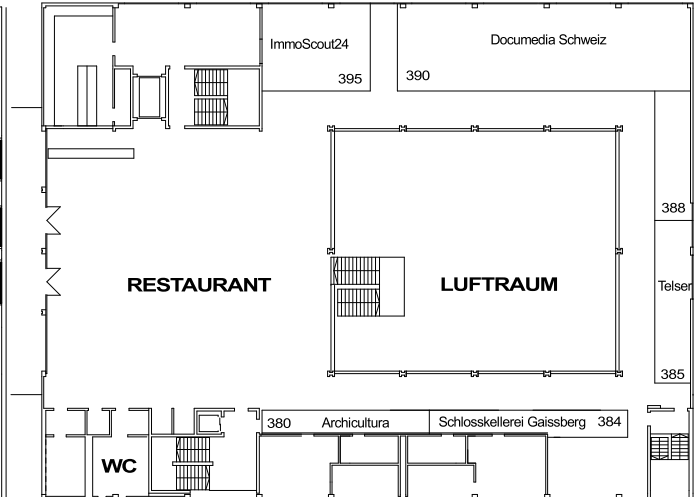 ImmoScout24
Documedia Schweiz
395
390
388
RESTAURANT
LUFTRAUM
Telser
385
380
Archicultura
Schlosskellerei Gaissberg
384
WC